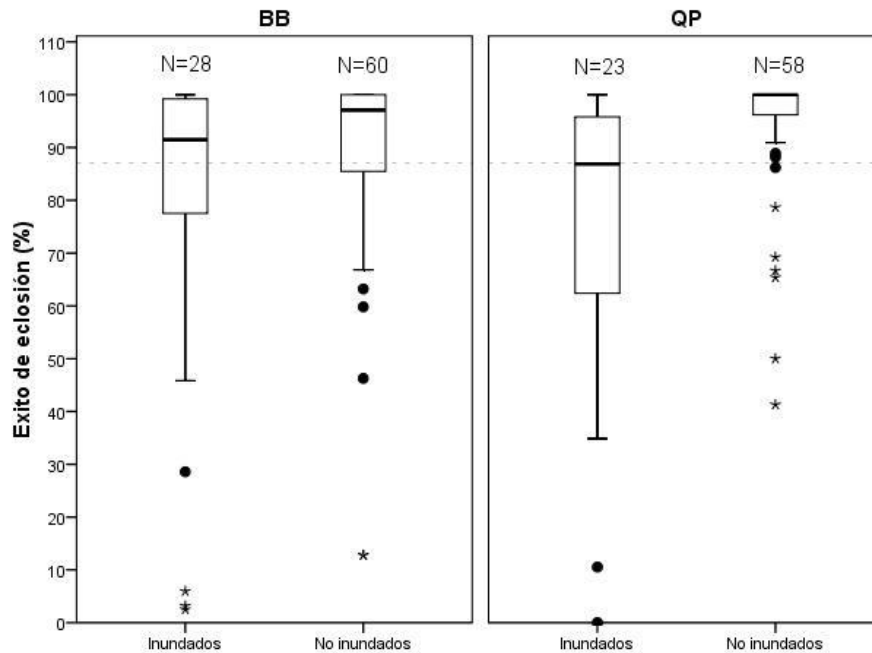 BB
QP
N=28
N=60
N=23
N=58
Exito de eclosión (%)
110
100
90
80
70
60
50
40
30
20
10
0
Inundados
No inundados
Inundados
No inundados